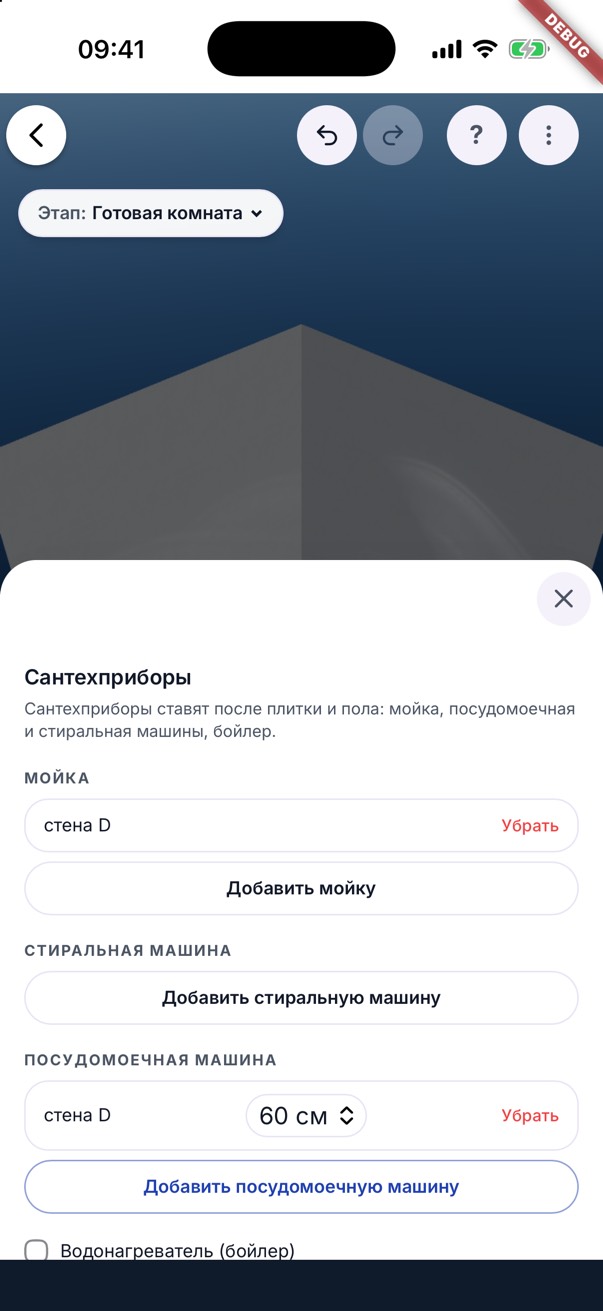 09:41
DEBUG
?
Этап: Готовая комната
Сантехприборы
Сантехприборы ставят после плитки и пола: мойка, посудомоечная
и стиральная машины, бойлер.
МОЙКА
стена D Убрать
Добавить мойку
СТИРАЛЬНАЯ МАШИНА
Добавить стиральную машину
ПОСУДОМОЕЧНАЯ МАШИНА
стена D 60 см Убрать
Добавить посудомоечную машину
Водонагреватель (бойлер)